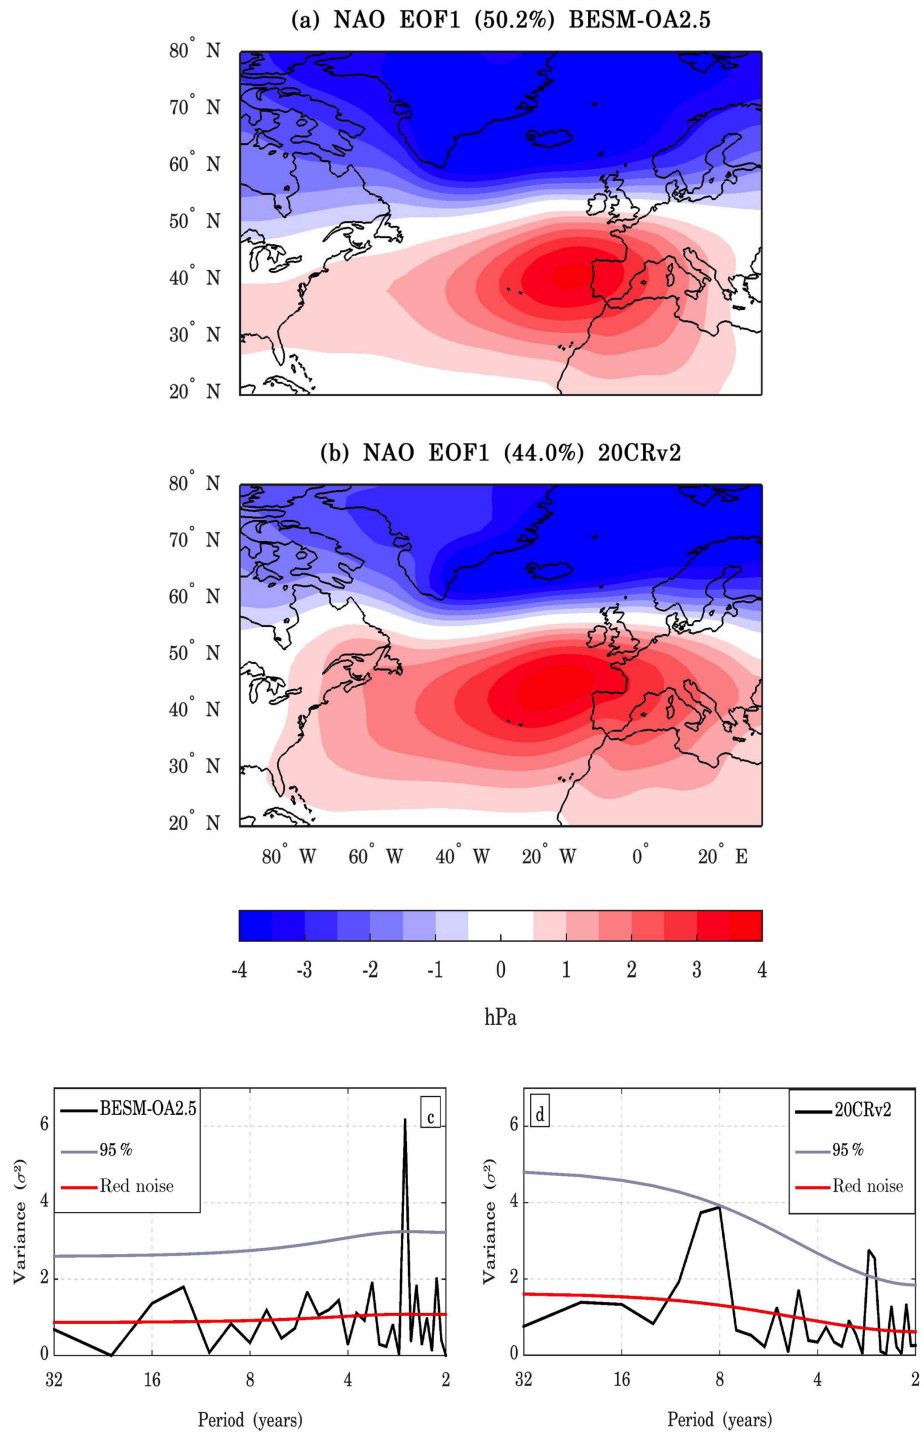 (a) NAO EOF1 (50.2%) BESM-OA2.5
80° N
70° N
60° N
50° N
40° N
30° N
20° N
(b) NAO EOF1 (44.0%) 20CRv2
80° N
70° N
60° N
50° N
40° N
30° N
20° N
80° W 60° W 40° W 20° W 0° 20° E
-4 -3 -2 -1 0 1 2 3 4
hPa
BESM-OA2.5
95 %
Red noise
c
Variance (σ²)
6
4
2
0
32 16 8 4 2
Period (years)
d
20CRv2
95 %
Red noise
Variance (σ²)
6
4
2
0
32 16 8 4 2
Period (years)